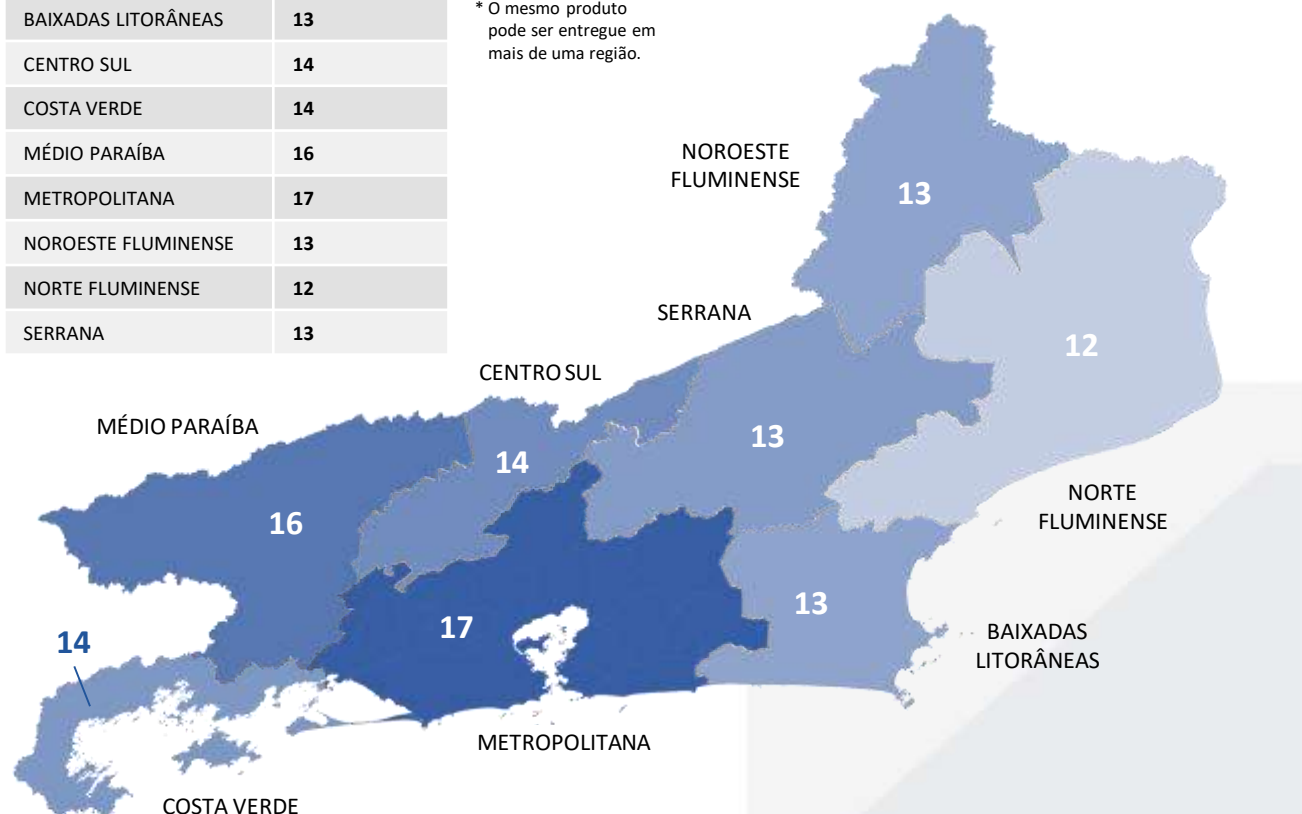 BAIXADAS LITORÂNEAS 13
CENTRO SUL 14
COSTA VERDE 14
MÉDIO PARAÍBA 16
METROPOLITANA 17
NOROESTE FLUMINENSE 13
NORTE FLUMINENSE 12
SERRANA 13
* O mesmo produto
pode ser entregue em
mais de uma região.
NOROESTE
FLUMINENSE
13
SERRANA
12
CENTRO SUL
MÉDIO PARAÍBA
13
14
NORTE
FLUMINENSE
16
13
17
BAIXADAS
LITORÂNEAS
14
METROPOLITANA
COSTA VERDE